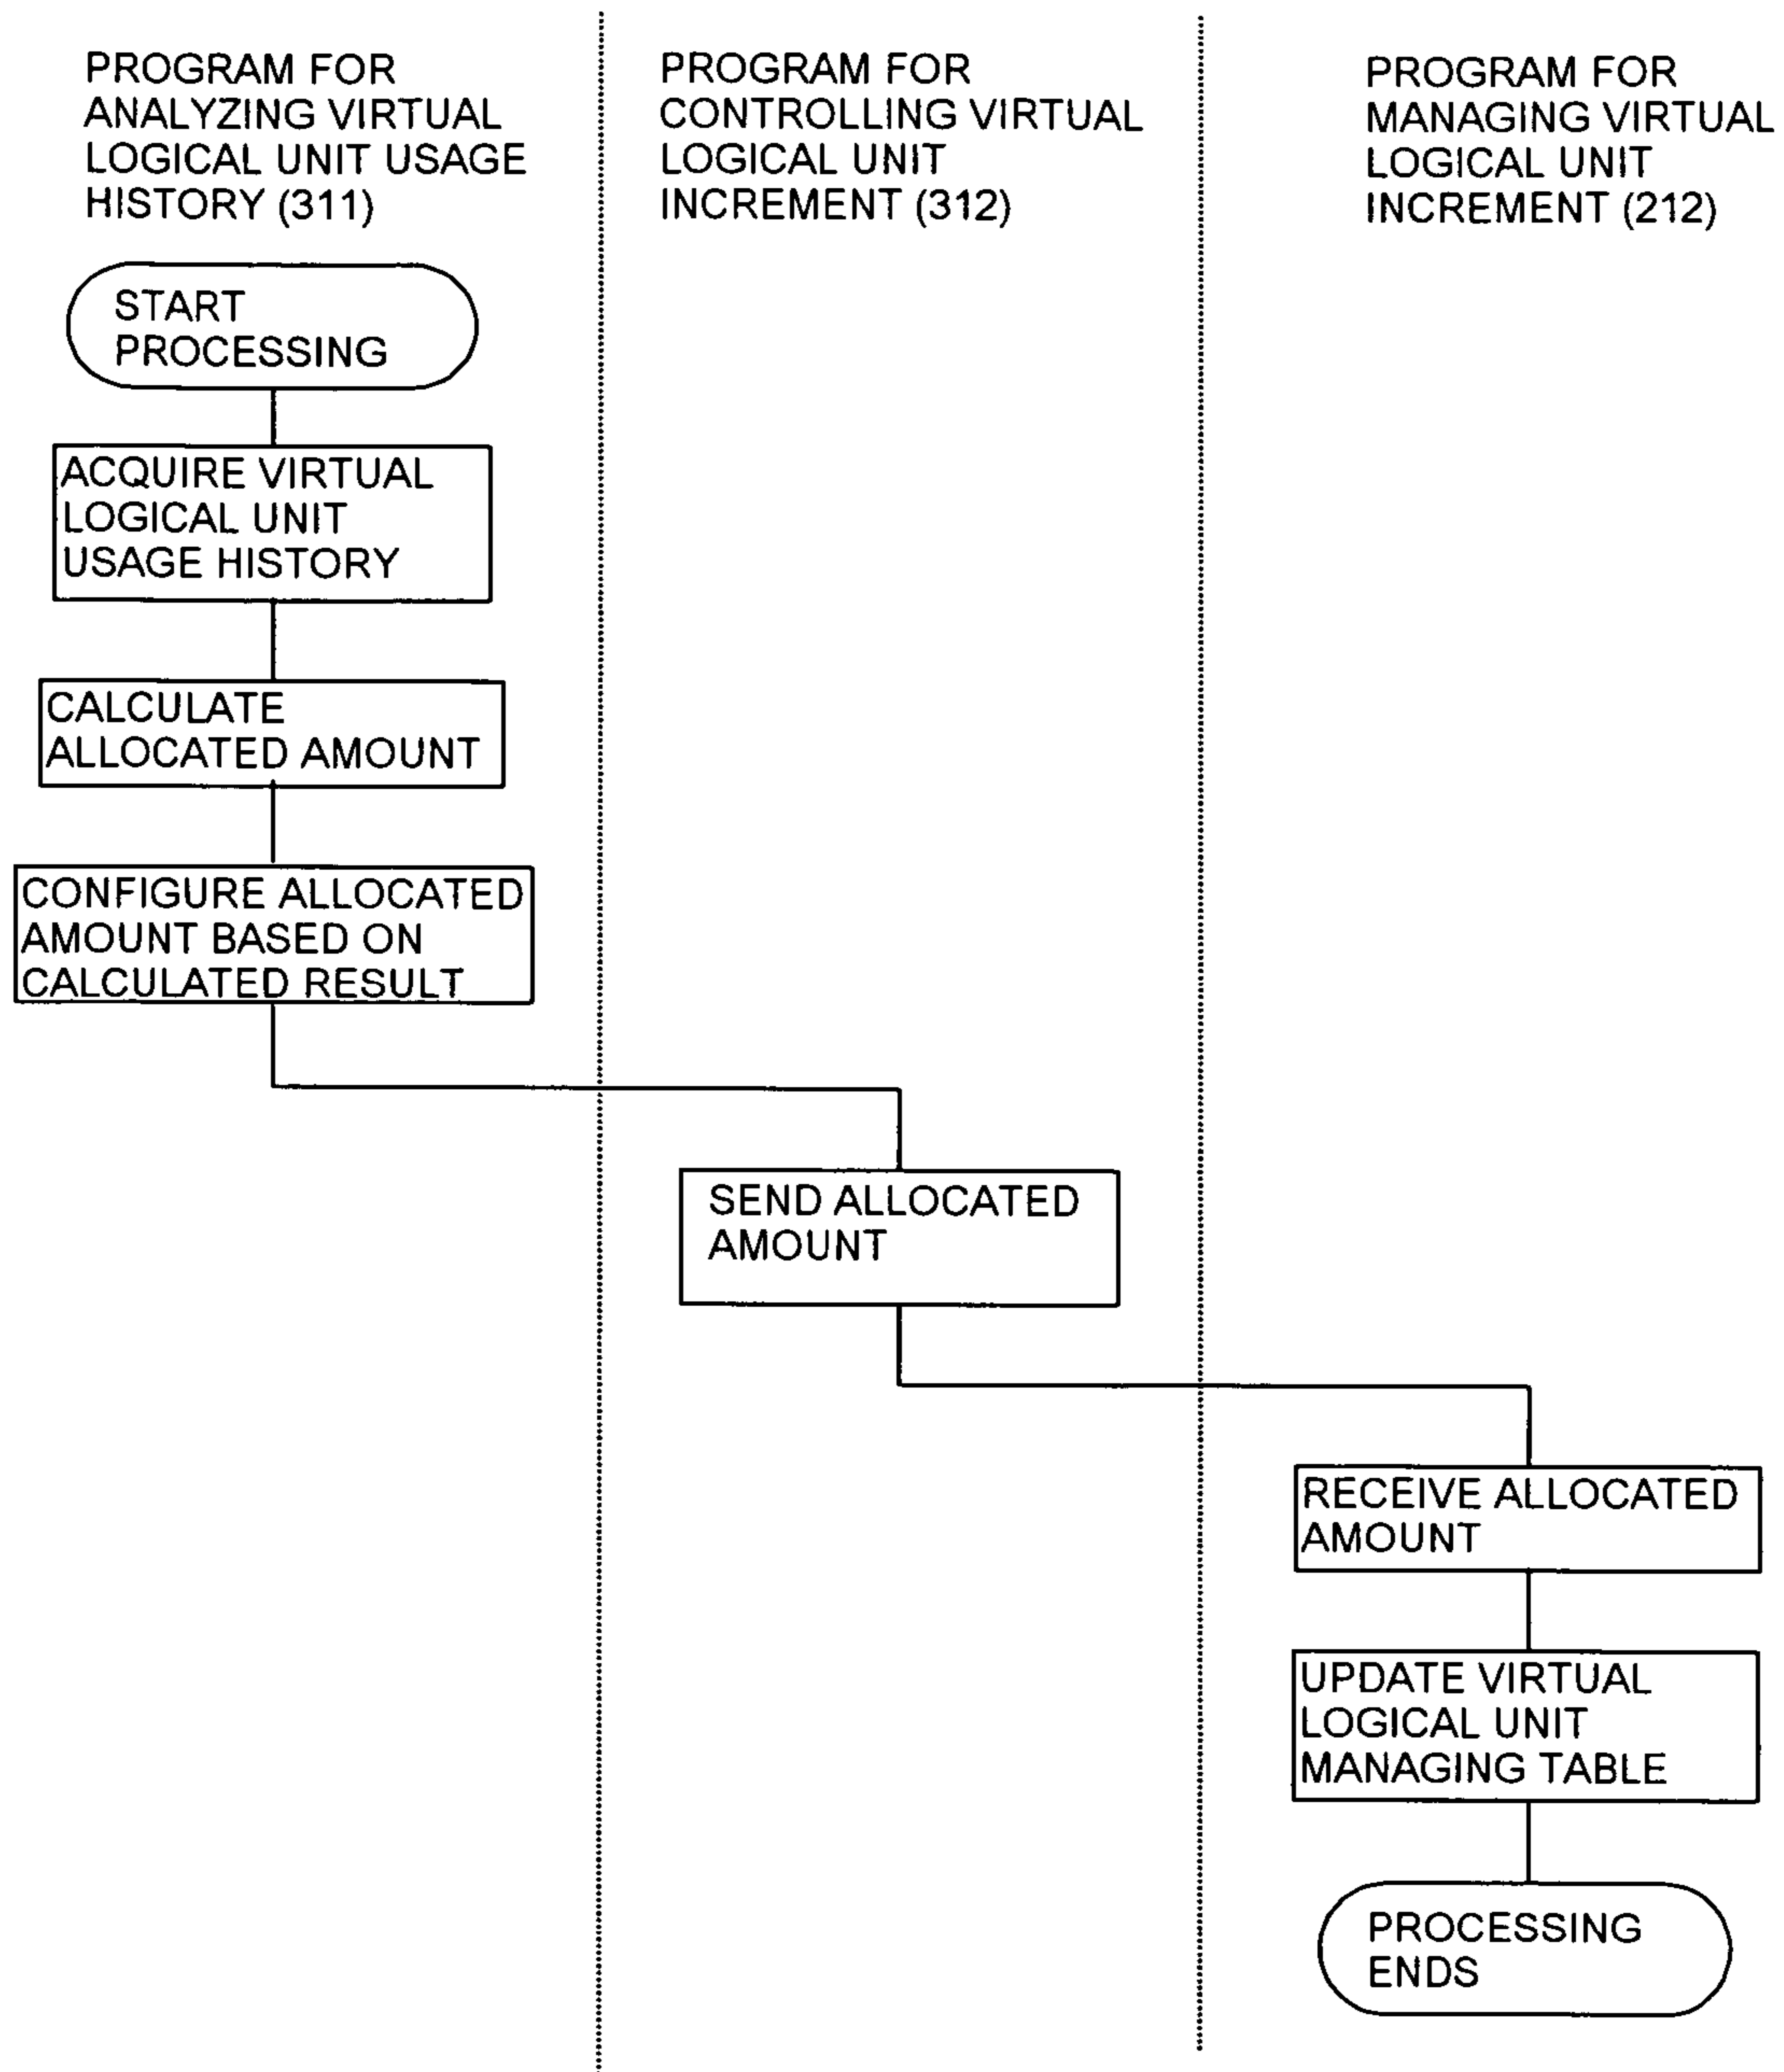 PROGRAM FOR
ANALYZING VIRTUAL
LOGICAL UNIT USAGE
HISTORY (311)
PROGRAM FOR
CONTROLLING VIRTUAL
LOGICAL UNIT
INCREMENT (312)
PROGRAM FOR
MANAGING VIRTUAL
LOGICAL UNIT
INCREMENT (212)
START
PROCESSING
ACQUIRE VIRTUAL
LOGICAL UNIT
USAGE HISTORY
CALCULATE
ALLOCATED AMOUNT
CONFIGURE ALLOCATED
AMOUNT BASED ON
CALCULATED RESULT
SEND ALLOCATED
AMOUNT
RECEIVE ALLOCATED
AMOUNT
UPDATE VIRTUAL
LOGICAL UNIT
MANAGING TABLE
PROCESSING
ENDS